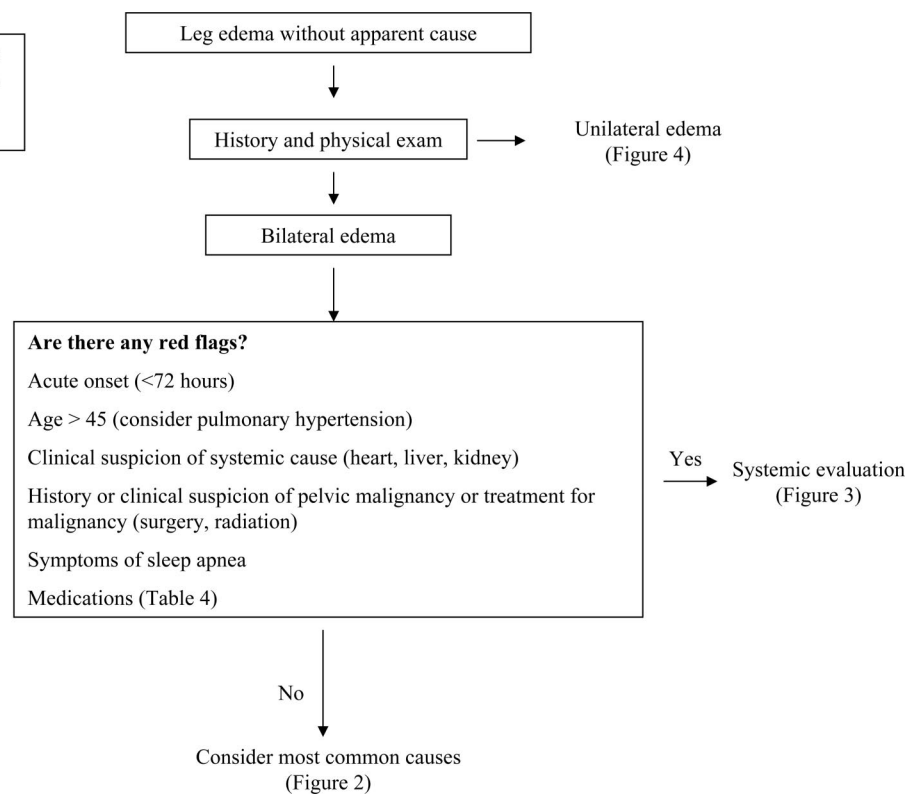 Leg edema without apparent cause
History and physical exam
Unilateral edema
(Figure 4)
Bilateral edema
Are there any red flags?
Acute onset (<72 hours)
Age > 45 (consider pulmonary hypertension)
Clinical suspicion of systemic cause (heart, liver, kidney)
History or clinical suspicion of pelvic malignancy or treatment for
malignancy (surgery, radiation)
Symptoms of sleep apnea
Medications (Table 4)
Yes
Systemic evaluation
(Figure 3)
No
Consider most common causes
(Figure 2)